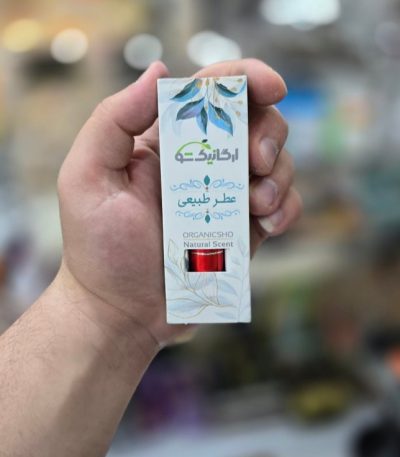 ارگانیک شو
عطر طبیعی
ORGANICSHO
Natural Scent